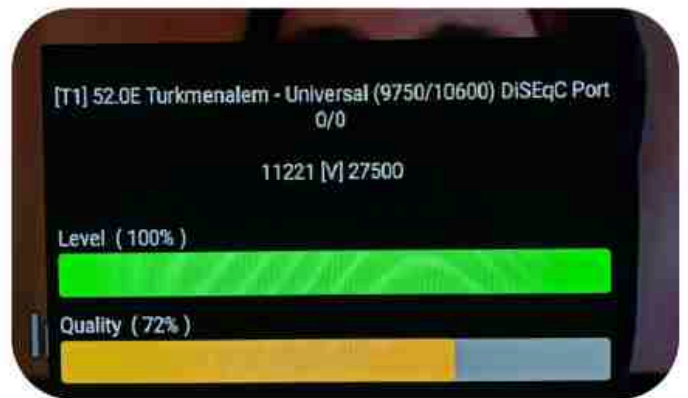 [T1] 52.0E Turkmenalem - Universal (9750/10600) DiSEqC Port
0/0
11221 [V] 27500
Level ( 100% )
Quality ( 72% )